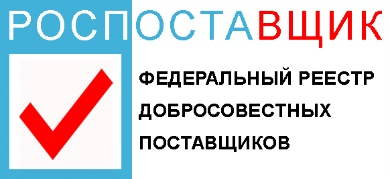 РОСПОСТАВЩИК
ФЕДЕРАЛЬНЫЙ РЕЕСТР
ДОБРОСОВЕСТНЫХ
ПОСТАВЩИКОВ